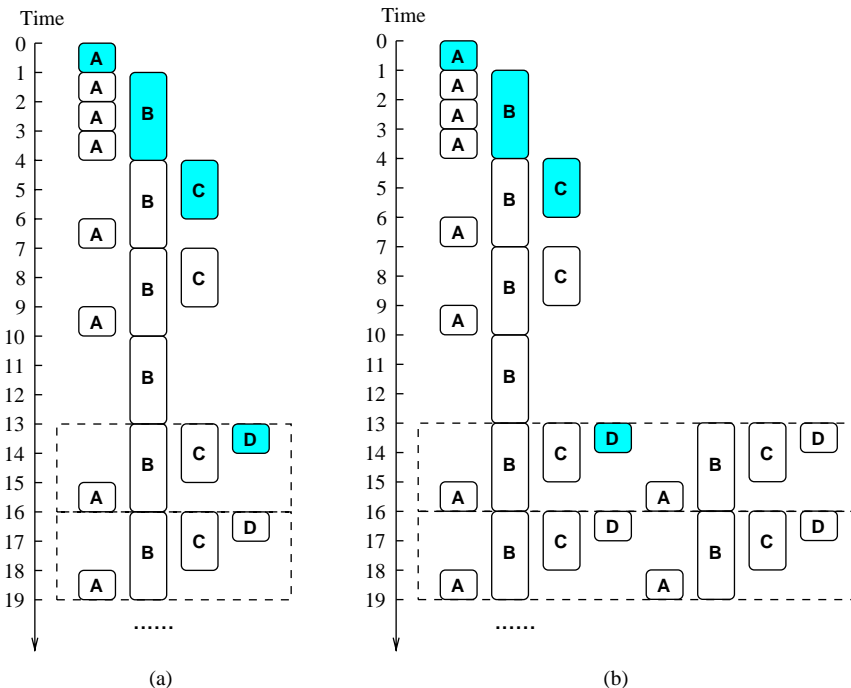 Time Time
0 A 0 A
1 A 1 A
2 A B 2 A B
3 A 3 A
4 4
5 B C 5 B C
6 A 6 A
7 7
8 B C 8 B C
9 A 9 A
10 10
11 B 11 B
12 12
13 D 13 D D
14 B C 14 B C B C
15 A 15 A A
16 D 16 D D
17 B C 17 B C B C
18 A 18 A A
19 19
...... ......
(a) (b)